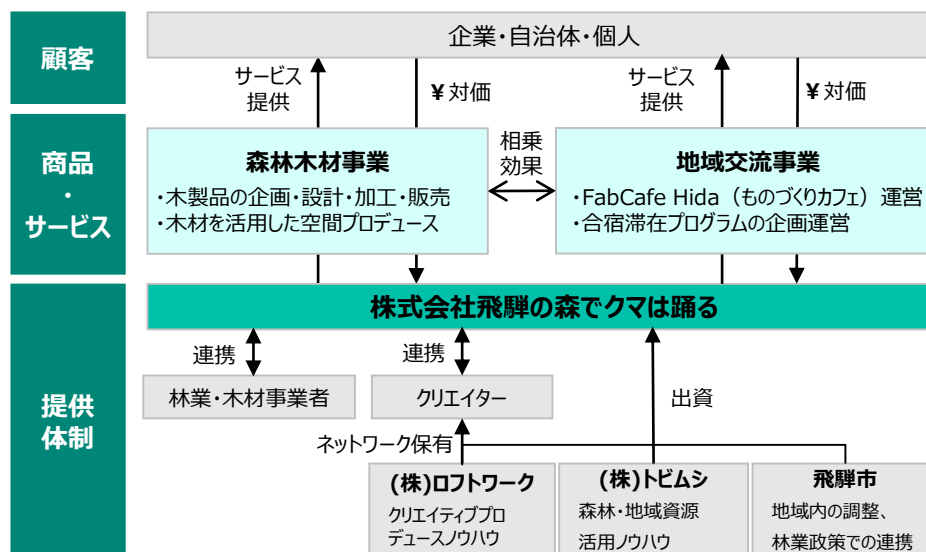 顧客
企業・自治体・個人
サービス
提供
¥ 対価
サービス
提供
¥ 対価
商品
・
サービス
森林木材事業
・木製品の企画・設計・加工・販売
・木材を活用した空間プロデュース
相乗
効果
地域交流事業
・FabCafe Hida（ものづくりカフェ）運営
・合宿滞在プログラムの企画運営
提供
体制
株式会社飛騨の森でクマは踊る
連携
連携
出資
林業・木材事業者
クリエイター
ネットワーク保有
(株)ロフトワーク
クリエイティブプロ
デュースノウハウ
(株)トビムシ
森林・地域資源
活用ノウハウ
飛騨市
地域内の調整、
林業政策での連携